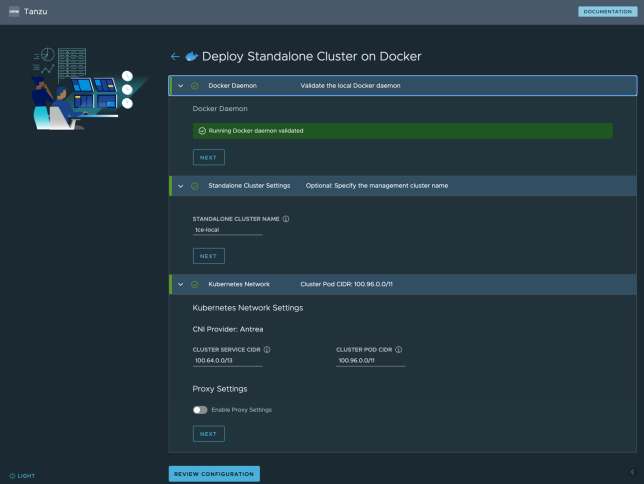 vmw Tanzu
DOCUMENTATION
Deploy Standalone Cluster on Docker
Docker Daemon Validate the local Docker daemon
Docker Daemon
Running Docker daemon validated
NEXT
Standalone Cluster Settings Optional: Specify the management cluster name
STANDALONE CLUSTER NAME
tce-local
NEXT
Kubernetes Network Cluster Pod CIDR: 100.96.0.0/11
Kubernetes Network Settings
CNI Provider: Antrea
CLUSTER SERVICE CIDR CLUSTER POD CIDR
100.64.0.0/13 100.96.0.0/11
Proxy Settings
Enable Proxy Settings
NEXT
REVIEW CONFIGURATION
LIGHT